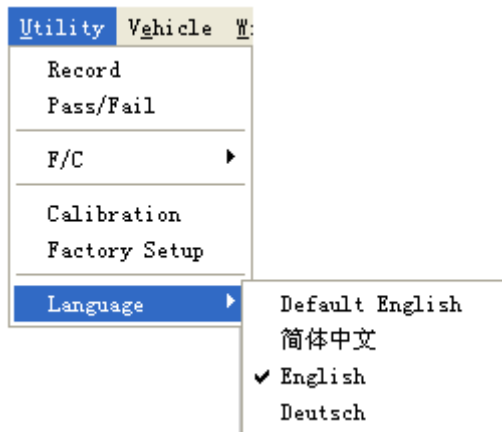 Utility Vehicle W
Record
Pass/Fail
F/C
Calibration
Factory Setup
Language
Default English
简体中文
English
Deutsch